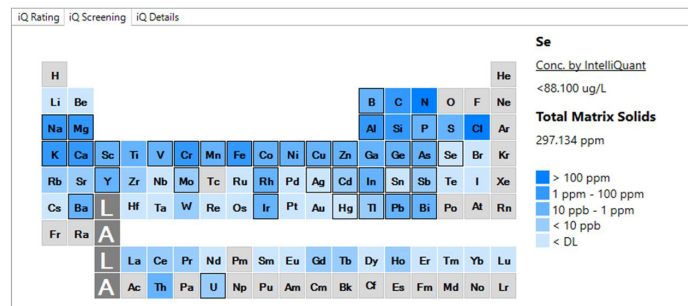 iQ Rating iQ Screening iQ Details
H He
Li Be B C N O F Ne
Na Mg Al Si P S Cl Ar
K Ca Sc Ti V Cr Mn Fe Co Ni Cu Zn Ga Ge As Se Br Kr
Rb Sr Y Zr Nb Mo Tc Ru Rh Pd Ag Cd In Sn Sb Te I Xe
Cs Ba L Hf Ta W Re Os Ir Pt Au Hg Tl Pb Bi Po At Rn
Fr Ra A
L La Ce Pr Nd Pm Sm Eu Gd Tb Dy Ho Er Tm Yb Lu
A Ac Th Pa U Np Pu Am Cm Bk Cf Es Fm Md No Lr
Se
Conc. by IntelliQuant
<88.100 ug/L
Total Matrix Solids
297.134 ppm
> 100 ppm
1 ppm - 100 ppm
10 ppb - 1 ppm
< 10 ppb
< DL